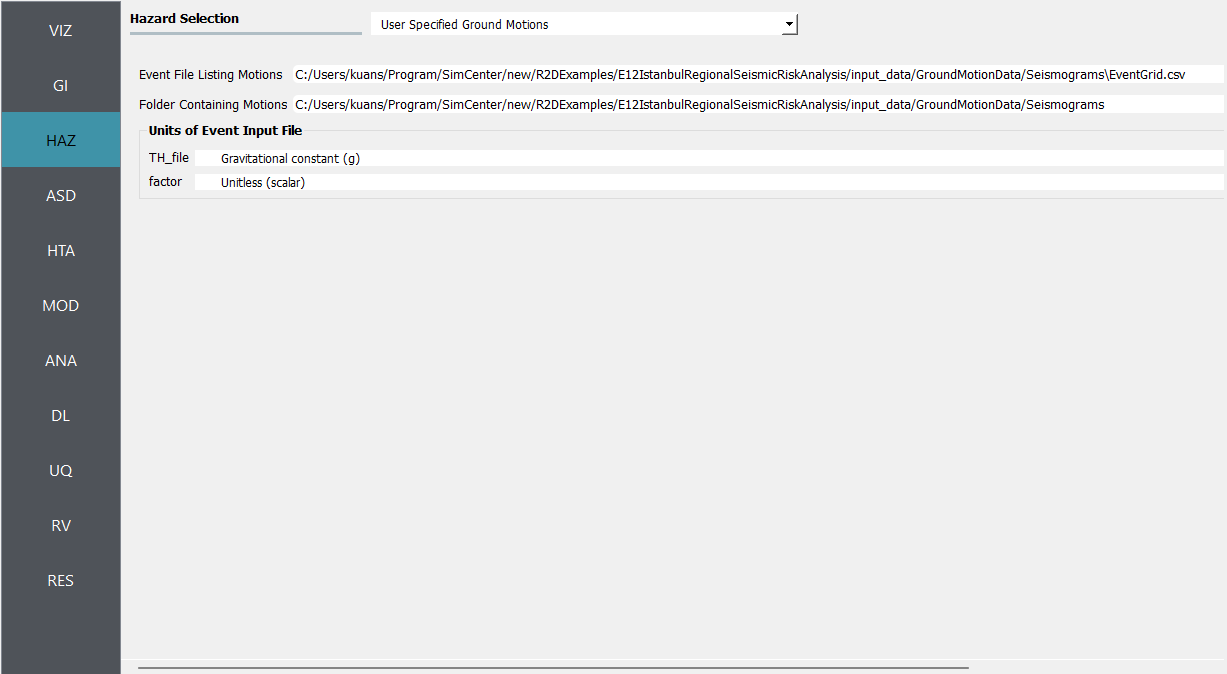 VIZ
GI
HAZ
ASD
HTA
MOD
ANA
DL
UQ
RV
RES
Hazard Selection
User Specified Ground Motions
Event File Listing Motions C:/Users/kuans/Program/SimCenter/new/R2DExamples/E12IstanbulRegionalSeismicRiskAnalysis/input_data/GroundMotionData/Seismograms\EventGrid.csv
Folder Containing Motions C:/Users/kuans/Program/SimCenter/new/R2DExamples/E12IstanbulRegionalSeismicRiskAnalysis/input_data/GroundMotionData/Seismograms
Units of Event Input File
TH_file Gravitational constant (g)
factor Unitless (scalar)